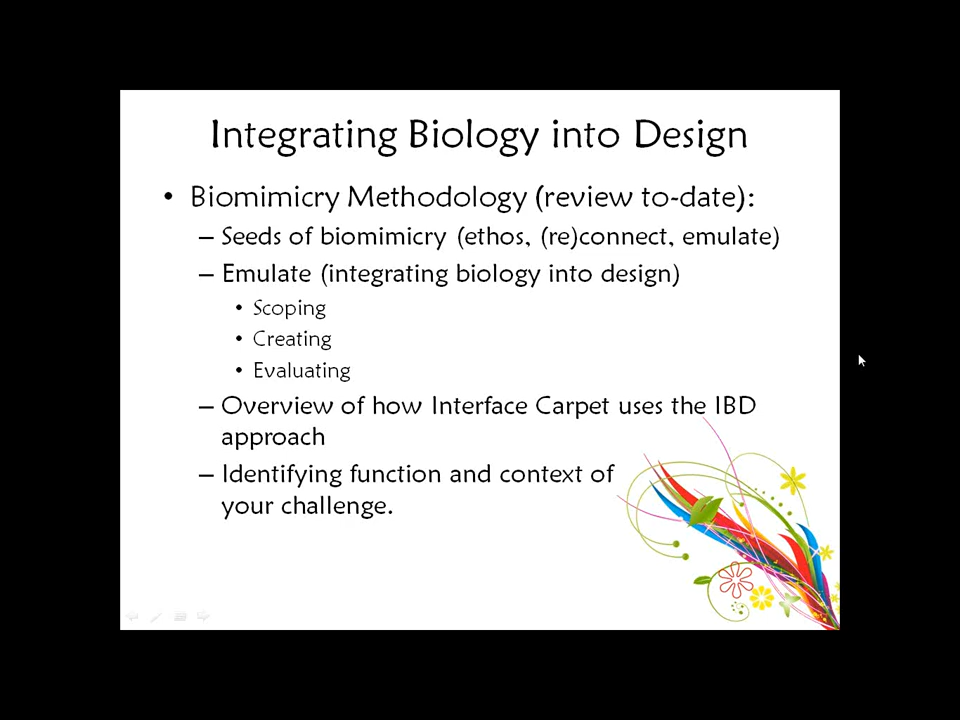 Integrating Biology into Design
• Biomimicry Methodology (review to-date):
– Seeds of biomimicry (ethos, (re)connect, emulate)
– Emulate (integrating biology into design)
• Scoping
• Creating
• Evaluating
– Overview of how Interface Carpet uses the IBD
approach
– Identifying function and context of
your challenge.